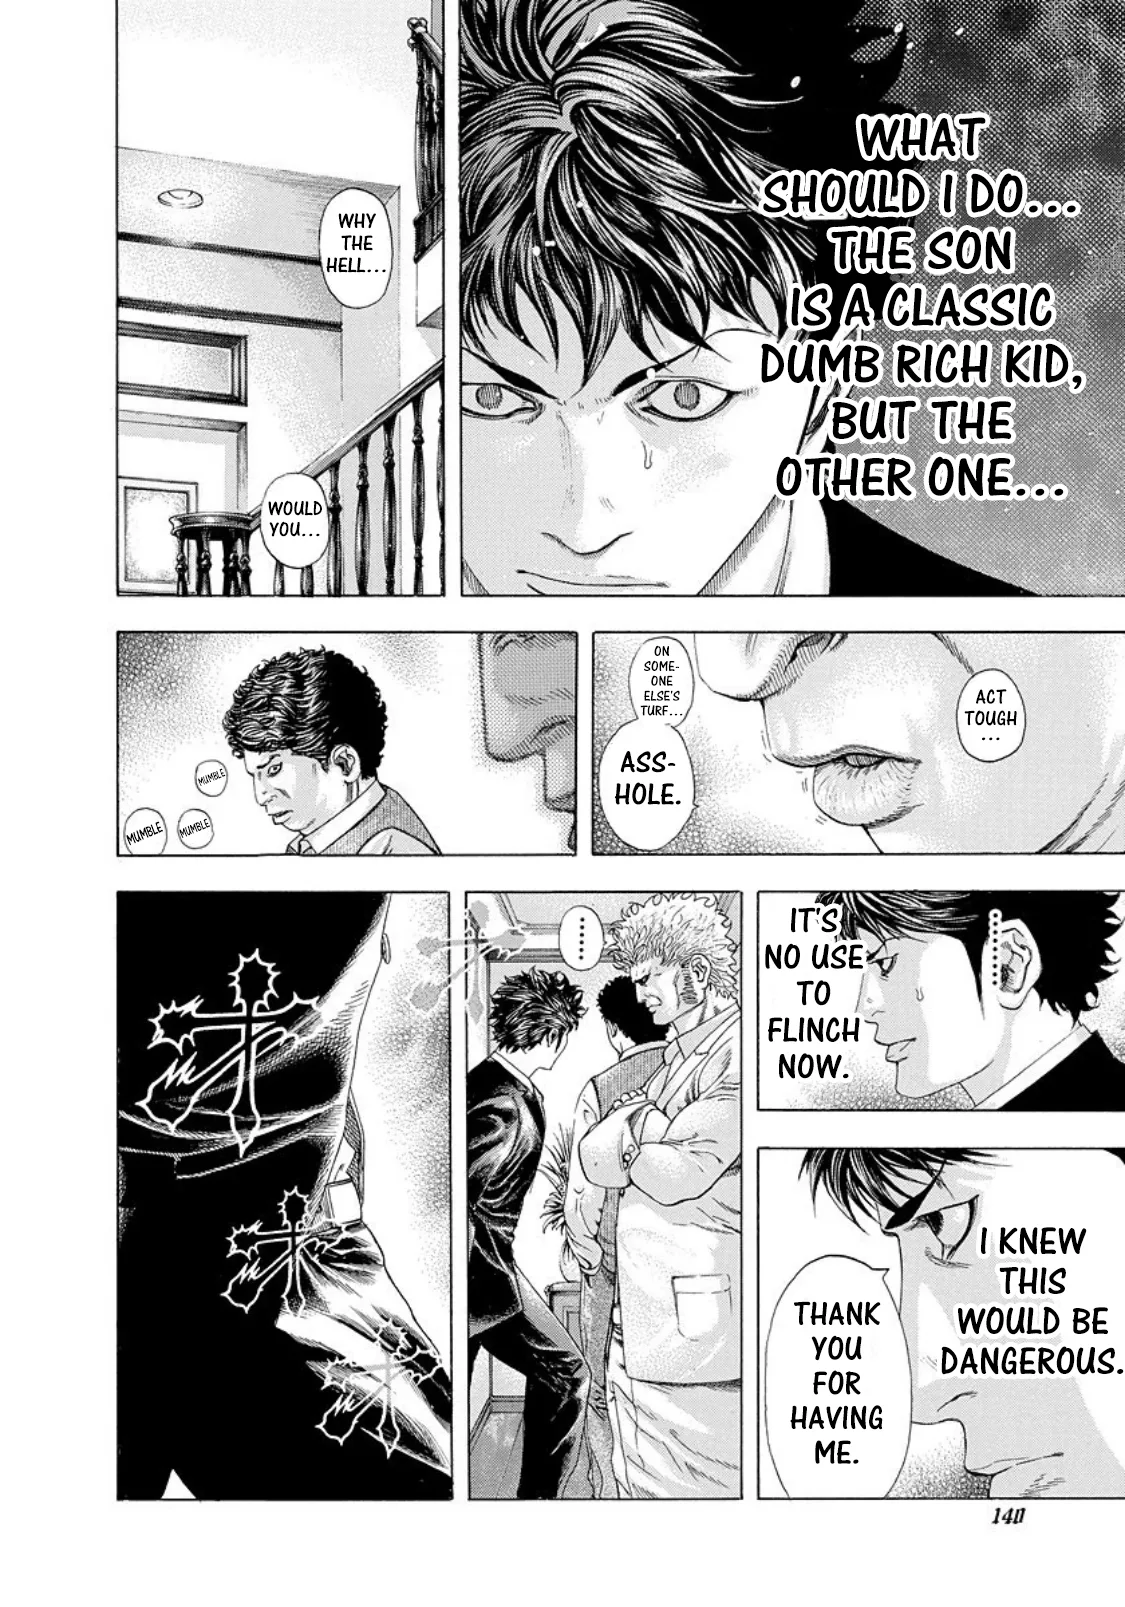 WHAT
SHOULD I DO...
THE SON
IS A CLASSIC
DUMB RICH KID,
BUT THE
OTHER ONE...
WHY
THE
HELL...
WOULD
YOU...
ACT
TOUGH
...
ON
SOME-
ONE
ELSE'S
TURF...
ASS-
HOLE.
MUMBLE
MUMBLE
MUMBLE
.........
IT'S
NO USE
TO
FLINCH
NOW.
I KNEW
THIS
WOULD BE
DANGEROUS.
THANK
YOU
FOR
HAVING
ME.
......